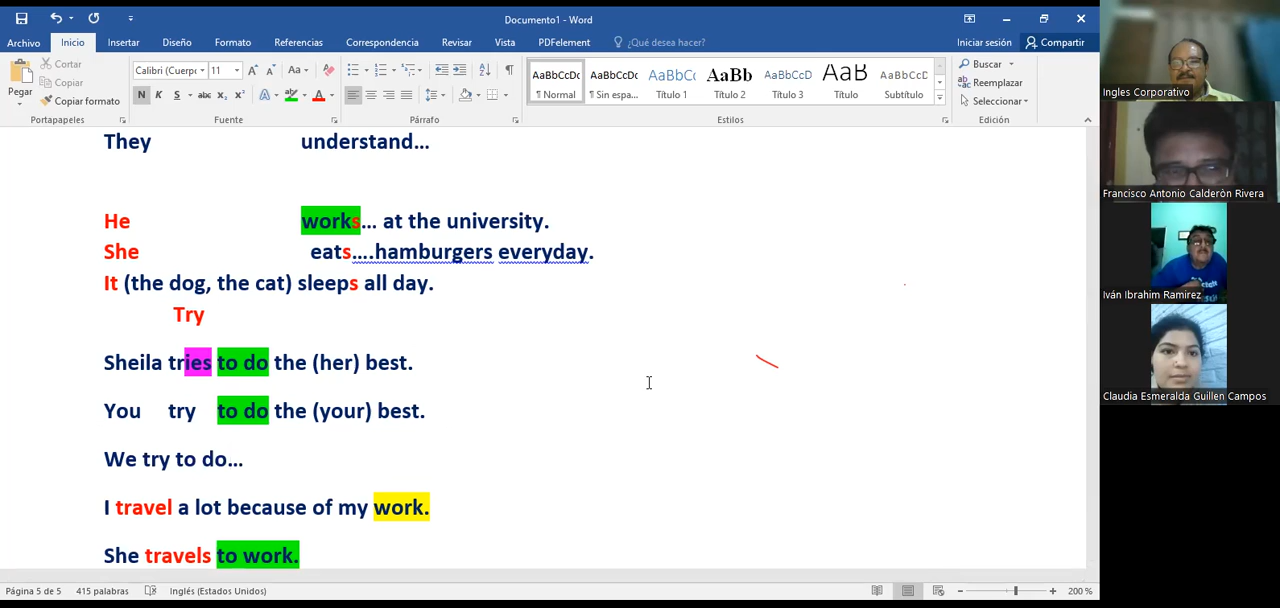 Documento1 - Word
Archivo Inicio Insertar Diseño Formato Referencias Correspondencia Revisar Vista PDFelement ¿Qué desea hacer? Iniciar sesión Compartir
Pegar
Cortar
Copiar
Copiar formato
Portapapeles
Calibri (Cuerpo 11
N K S abc x₂ x²
Fuente
Párrafo
AaBbCcDc AaBbCcDc AaBbCc AaBb AaBbCcD AaB AaBbCcD
¶ Normal ¶ Sin espa... Título 1 Título 2 Título 3 Título Subtítulo
Estilos
Buscar
Reemplazar
Seleccionar
Edición
They understand…
He works… at the university.
She eats….hamburgers everyday.
It (the dog, the cat) sleeps all day.
Try
Sheila tries to do the (her) best.
You try to do the (your) best.
We try to do…
I travel a lot because of my work.
She travels to work.
Página 5 de 5 415 palabras Inglés (Estados Unidos) 200 %
Ingles Corporativo
Francisco Antonio Calderòn Rivera
Iván Ibrahim Ramirez
Claudia Esmeralda Guillen Campos